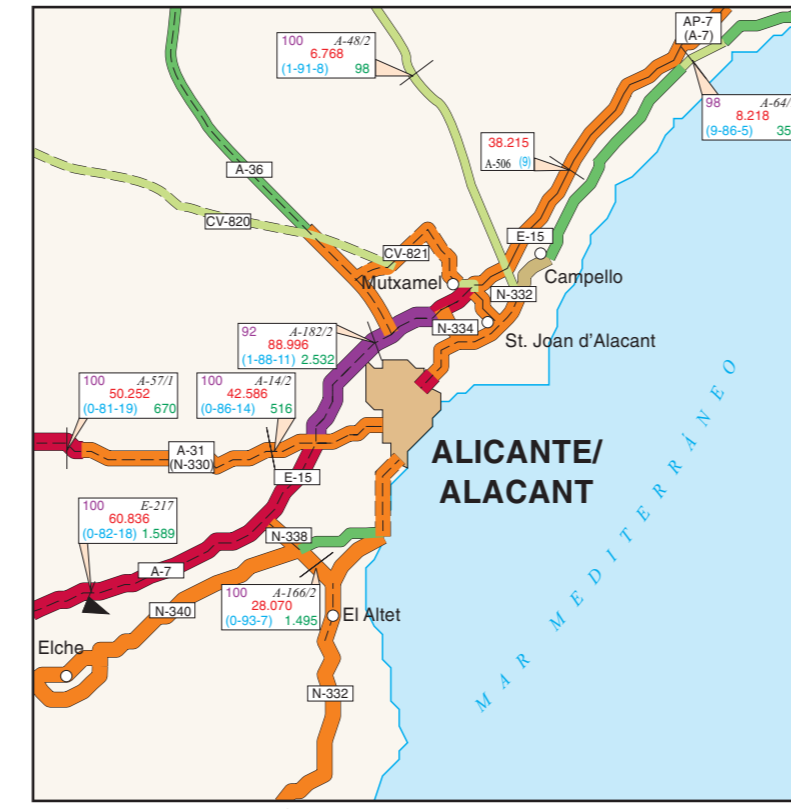 AP-7
(A-7)
100 A-48/2
6.768
(1-91-8) 98
98 A-64/
8.218
(9-86-5) 35
38.215
A-506 (9)
A-36
CV-820
E-15
CV-821
Campello
Mutxamel
N-332
N-334
St. Joan d'Alacant
92 A-182/2
88.996
(1-88-11) 2.532
100 A-57/1
50.252
(0-81-19) 670
100 A-14/2
42.586
(0-86-14) 516
A-31
(N-330)
E-15
ALICANTE/
ALACANT
MAR MEDITERRÀNEO
100 E-217
60.836
(0-82-18) 1.589
N-338
A-7
100 A-166/2
28.070
(0-93-7) 1.495
N-340
El Altet
Elche
N-332